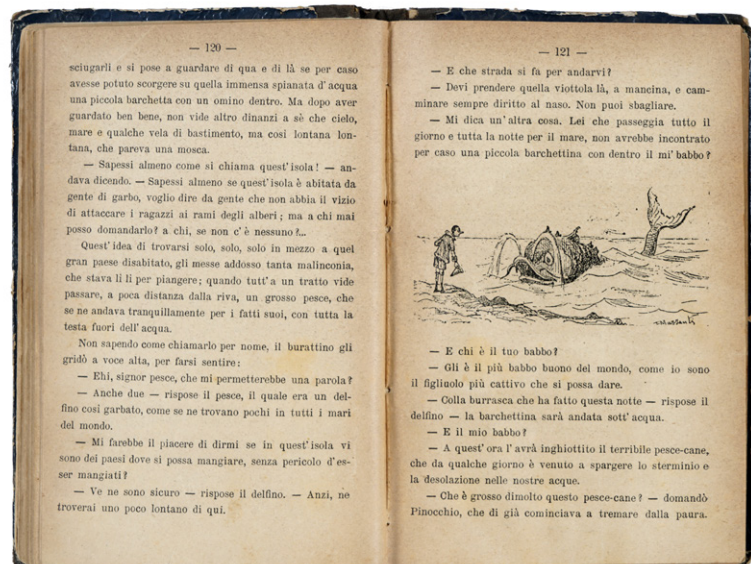 — 120 —
sciugarli e si pose a guardare di qua e di là se per caso
avesse potuto scorgere su quella immensa spianata d'acqua
una piccola barchetta con un omino dentro. Ma dopo aver
guardato ben bene, non vide altro dinanzi a sè che cielo,
mare e qualche vela di bastimento, ma così lontana lon-
tana, che pareva una mosca.
— Sapessi almeno come si chiama quest'isola! — an-
dava dicendo. — Sapessi almeno se quest'isola è abitata da
gente di garbo, voglio dire da gente che non abbia il vizio
di attaccare i ragazzi ai rami degli alberi; ma a chi mai
posso domandarlo? a chi, se non c'è nessuno?...
Quest'idea di trovarsi solo, solo, solo in mezzo a quel
gran paese disabitato, gli messe addosso tanta malinconia,
che stava lì lì per piangere; quando tutt'a un tratto vide
passare, a poca distanza dalla riva, un grosso pesce, che
se ne andava tranquillamente per i fatti suoi, con tutta la
testa fuori dell'acqua.
Non sapendo come chiamarlo per nome, il burattino gli
gridò a voce alta, per farsi sentire:
— Ehi, signor pesce, che mi permetterebbe una parola?
— Anche due — rispose il pesce, il quale era un del-
fino così garbato, come se ne trovano pochi in tutti i mari
del mondo.
— Mi farebbe il piacere di dirmi se in quest'isola vi
sono dei paesi dove si possa mangiare, senza pericolo d'es-
ser mangiati?
— Ve ne sono sicuro — rispose il delfino. — Anzi, ne
troverai uno poco lontano di qui.
— 121 —
— E che strada si fa per andarvi?
— Devi prendere quella viottola là, a mancina, e cam-
minare sempre diritto al naso. Non puoi sbagliare.
— Mi dica un'altra cosa. Lei che passeggia tutto il
giorno e tutta la notte per il mare, non avrebbe incontrato
per caso una piccola barchettina con dentro il mi' babbo?
— E chi è il tuo babbo?
— Gli è il più babbo buono del mondo, come io sono
il figliuolo più cattivo che si possa dare.
— Colla burrasca che ha fatto questa notte — rispose il
delfino — la barchettina sarà andata sott'acqua.
— E il mio babbo?
— A quest'ora l'avrà inghiottito il terribile pesce-cane,
che da qualche giorno è venuto a spargere lo sterminio e
la desolazione nelle nostre acque.
— Che è grosso dimolto questo pesce-cane? — domandò
Pinocchio, che di già cominciava a tremare dalla paura.